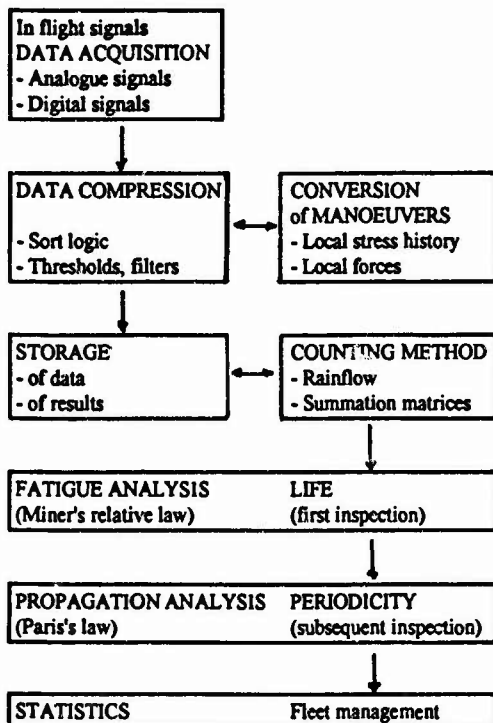 In flight signals
DATA ACQUISITION
- Analogue signals
- Digital signals
DATA COMPRESSION
- Sort logic
- Thresholds, filters
CONVERSION
of MANOEUVERS
- Local stress history
- Local forces
STORAGE
- of data
- of results
COUNTING METHOD
- Rainflow
- Summation matrices
FATIGUE ANALYSIS LIFE
(Miner's relative law) (first inspection)
PROPAGATION ANALYSIS PERIODICITY
(Paris's law) (subsequent inspection)
STATISTICS Fleet management